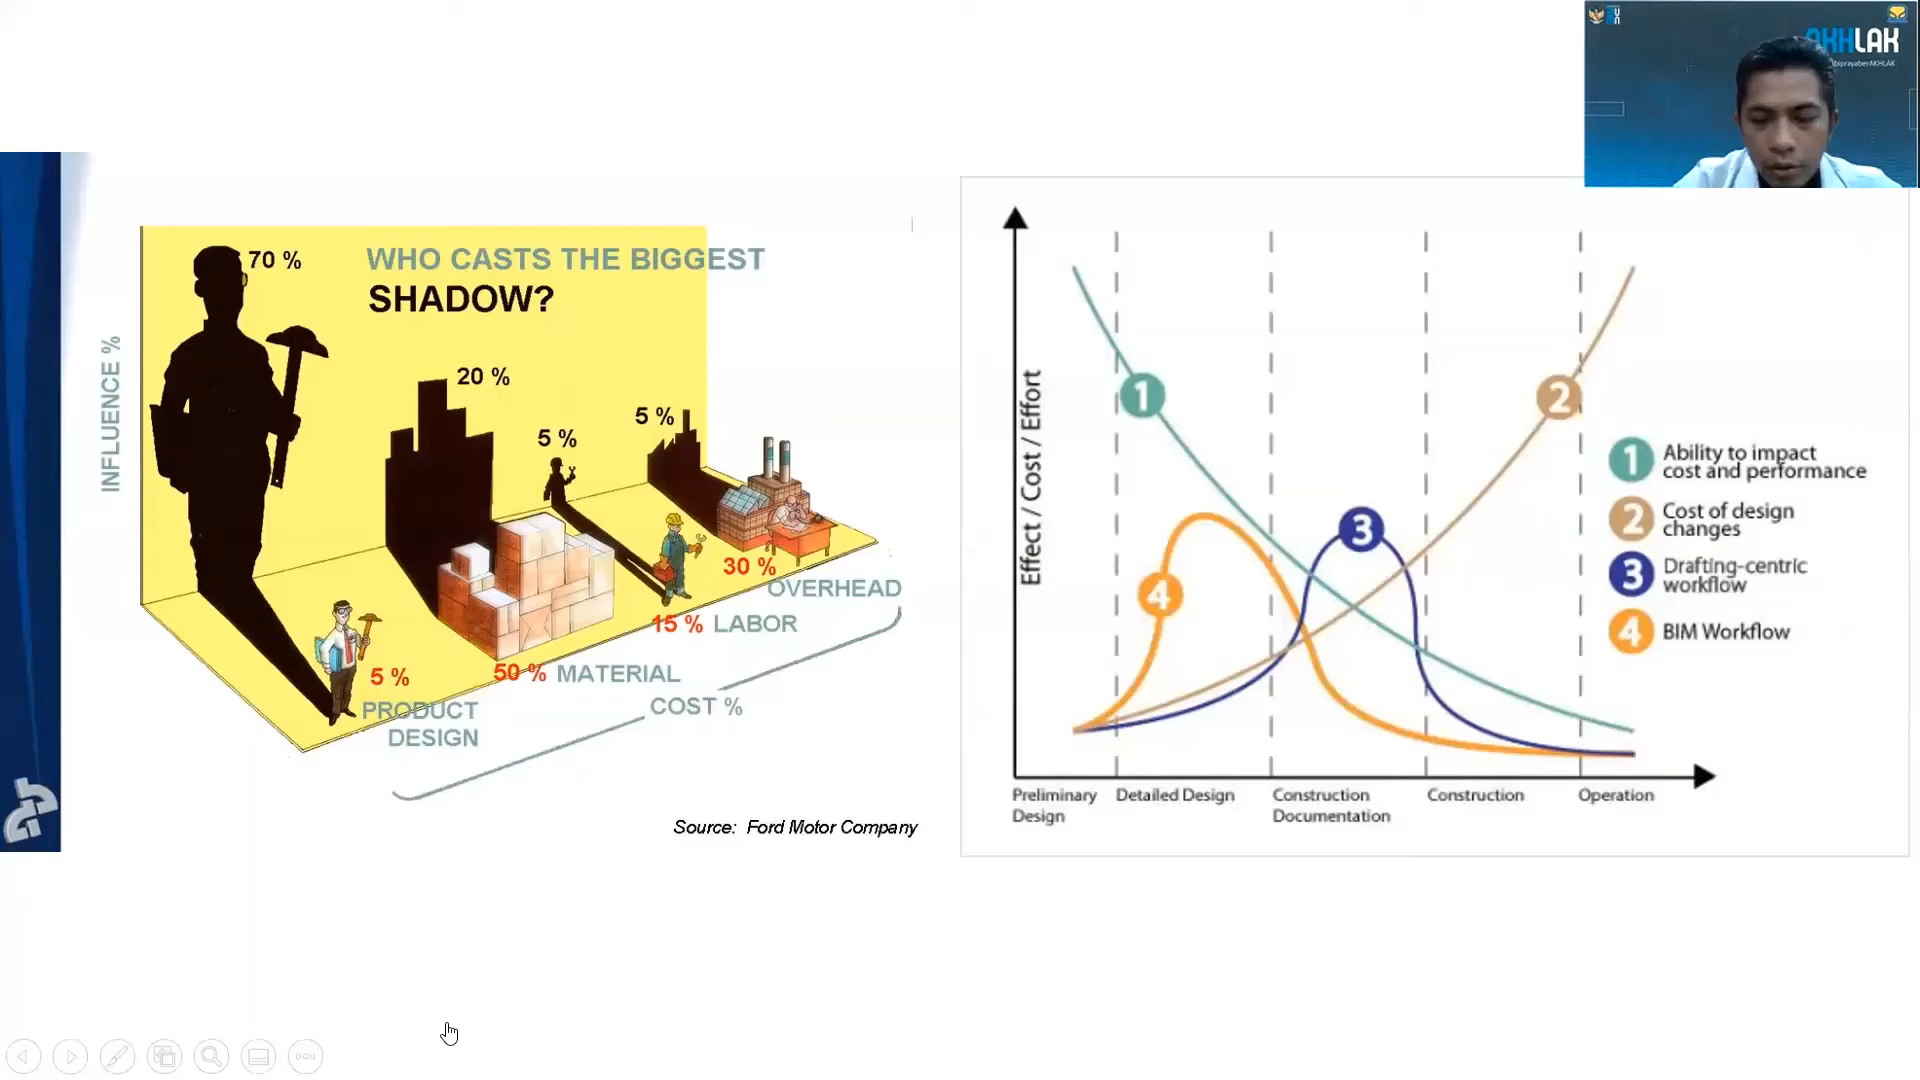 AKHLAK
70 %
WHO CASTS THE BIGGEST
SHADOW?
INFLUENCE %
20 %
5 %
5 %
30 %
OVERHEAD
15 % LABOR
50 % MATERIAL
5 %
PRODUCT
DESIGN
COST %
Source: Ford Motor Company
Effect / Cost / Effort
1
2
3
4
1 Ability to impact
cost and performance
2 Cost of design
changes
3 Drafting-centric
workflow
4 BIM Workflow
Preliminary
Design
Detailed Design
Construction
Documentation
Construction
Operation